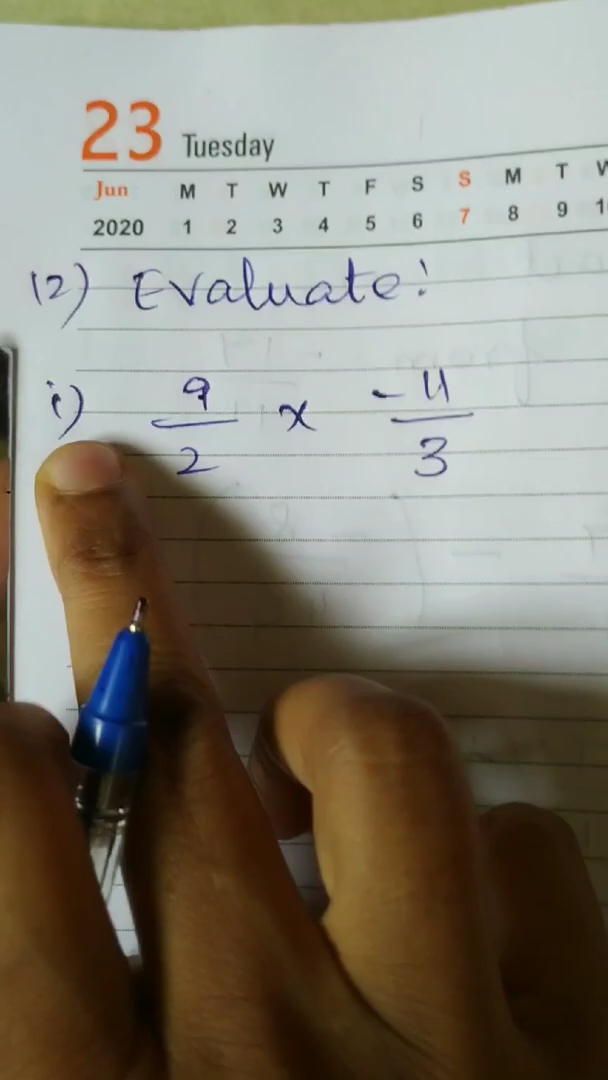 23 Tuesday
Jun M T W T F S S M T W
2020 1 2 3 4 5 6 7 8 9 1
12) Evaluate:
i) 9/2 x -4/3